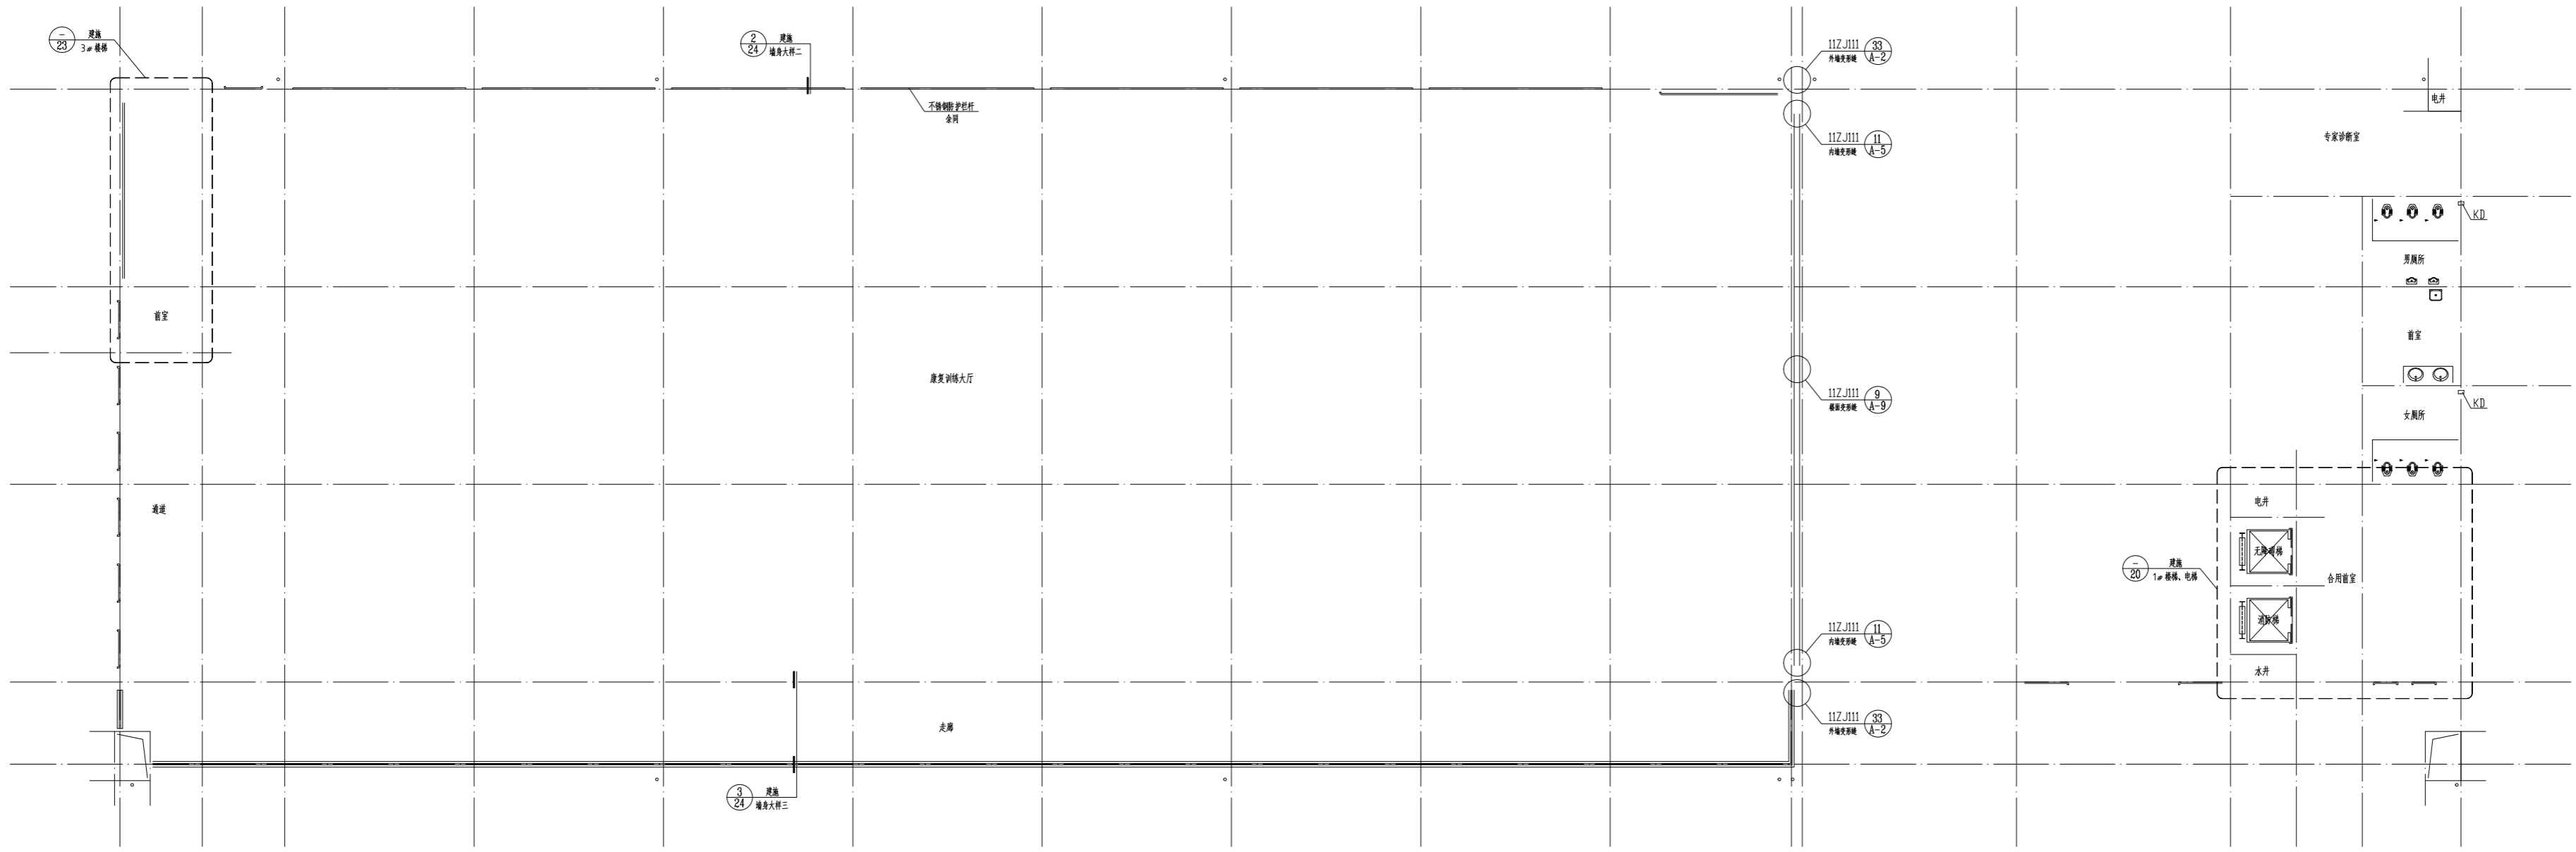 -
23
建施
3#楼梯
2
24
建施
墙身大样二
不锈钢防护栏杆
余同
11ZJ111
外墙变形缝
33
A-2
11ZJ111
内墙变形缝
11
A-5
电井
专家诊断室
KD
男厕所
前室
前室
康复训练大厅
11ZJ111
楼面变形缝
9
A-9
KD
女厕所
通道
电井
无障碍梯
-
20
建施
1#楼梯、电梯
合用前室
消防梯
水井
11ZJ111
内墙变形缝
11
A-5
11ZJ111
外墙变形缝
33
A-2
走廊
3
24
建施
墙身大样三